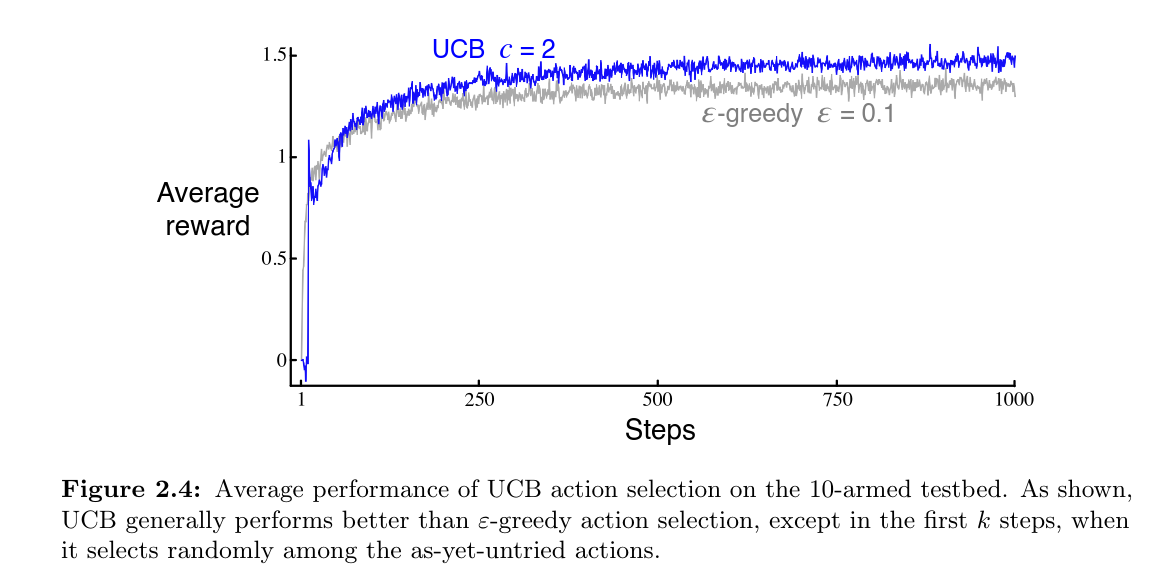 UCB c = 2
1.5
ε-greedy ε = 0.1
1
Average
reward
0.5
0
1 250 500 750 1000
Steps
Figure 2.4: Average performance of UCB action selection on the 10-armed testbed. As shown,
UCB generally performs better than ε-greedy action selection, except in the first k steps, when
it selects randomly among the as-yet-untried actions.